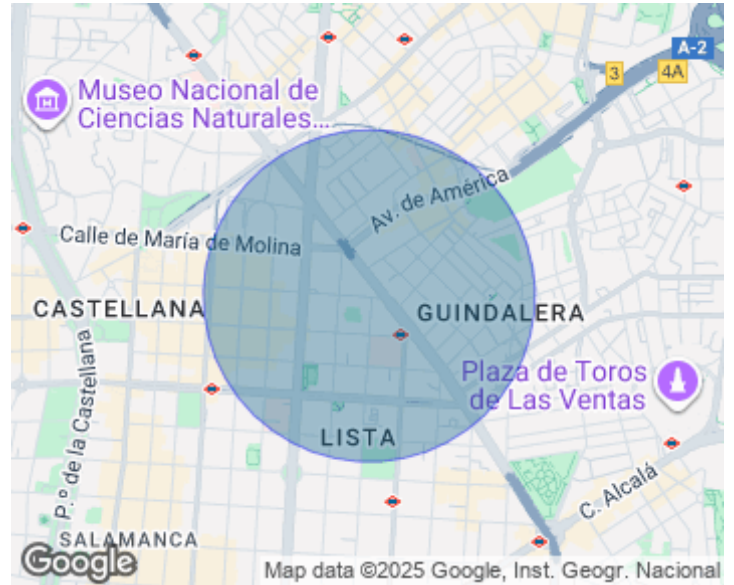 A-2
3
4A
Museo Nacional de
Ciencias Naturales...
Av. de América
Calle de María de Molina
CASTELLANA
GUINDALERA
Plaza de Toros
de Las Ventas
P.º de la Castellana
LISTA
C. Alcalá
SALAMANCA
Google
Map data ©2025 Google, Inst. Geogr. Nacional